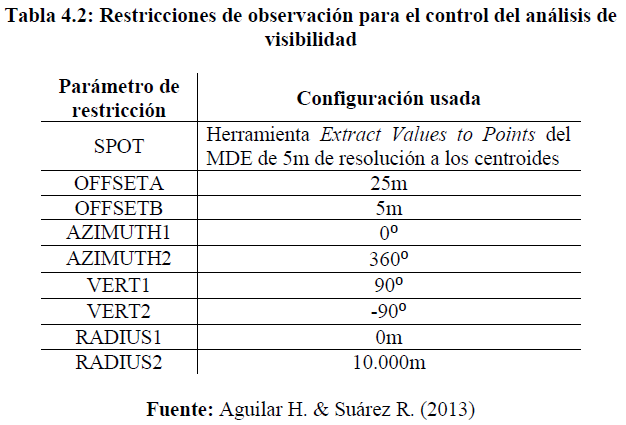 Tabla 4.2: Restricciones de observación para el control del análisis de
visibilidad
Parámetro de
restricción
Configuración usada
SPOT
Herramienta Extract Values to Points del
MDE de 5m de resolución a los centroides
OFFSETA
25m
OFFSETB
5m
AZIMUTH1
0º
AZIMUTH2
360º
VERT1
90º
VERT2
-90º
RADIUS1
0m
RADIUS2
10.000m
Fuente: Aguilar H. & Suárez R. (2013)